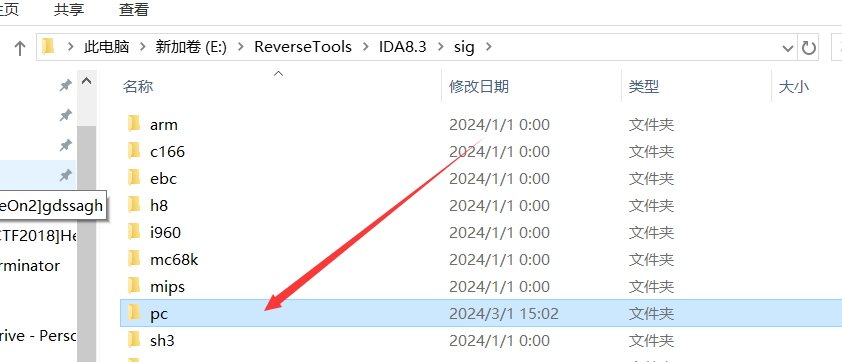 主页 共享 查看
此电脑 新加卷 (E:) ReverseTools IDA8.3 sig
名称 修改日期 类型 大小
arm 2024/1/1 0:00 文件夹
c166 2024/1/1 0:00 文件夹
ebc 2024/1/1 0:00 文件夹
h8 2024/1/1 0:00 文件夹
eOn2]gdssagh
i960 2024/1/1 0:00 文件夹
CTF2018]He
mc68k 2024/1/1 0:00 文件夹
rminator
mips 2024/1/1 0:00 文件夹
pc 2024/3/1 15:02 文件夹
rive - Perso
sh3 2024/1/1 0:00 文件夹